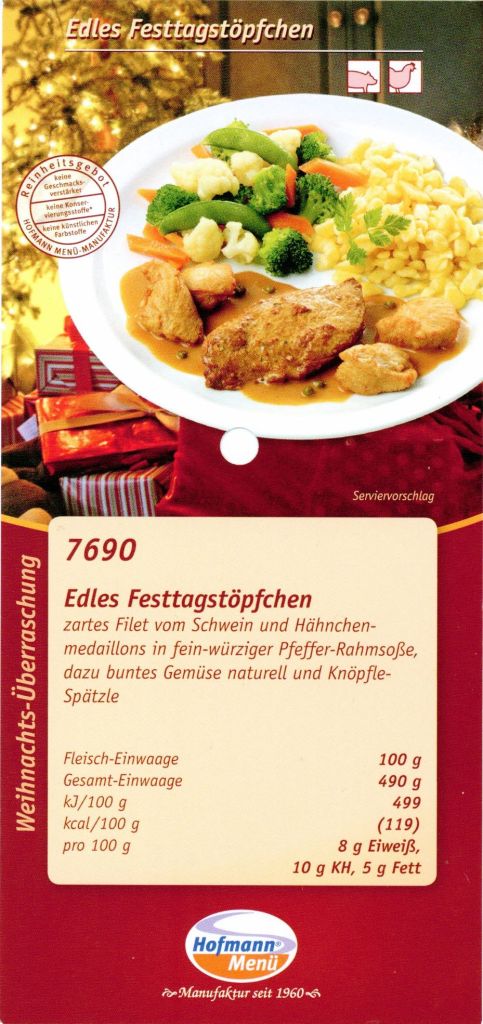 Edles Festtagstöpfchen
Reinheitsgebot
keine
Geschmacks-
verstärker
keine Konser-
vierungsstoffe*
keine künstlichen
Farbstoffe
HOFMANN MENÜ-MANUFAKTUR
Serviervorschlag
Weihnachts-Überraschung
7690
Edles Festtagstöpfchen
zartes Filet vom Schwein und Hähnchen-
medaillons in fein-würziger Pfeffer-Rahmsoße,
dazu buntes Gemüse naturell und Knöpfle-
Spätzle
Fleisch-Einwaage 100 g
Gesamt-Einwaage 490 g
kJ/100 g 499
kcal/100 g (119)
pro 100 g 8 g Eiweiß,
10 g KH, 5 g Fett
Hofmann®
Menü
Manufaktur seit 1960